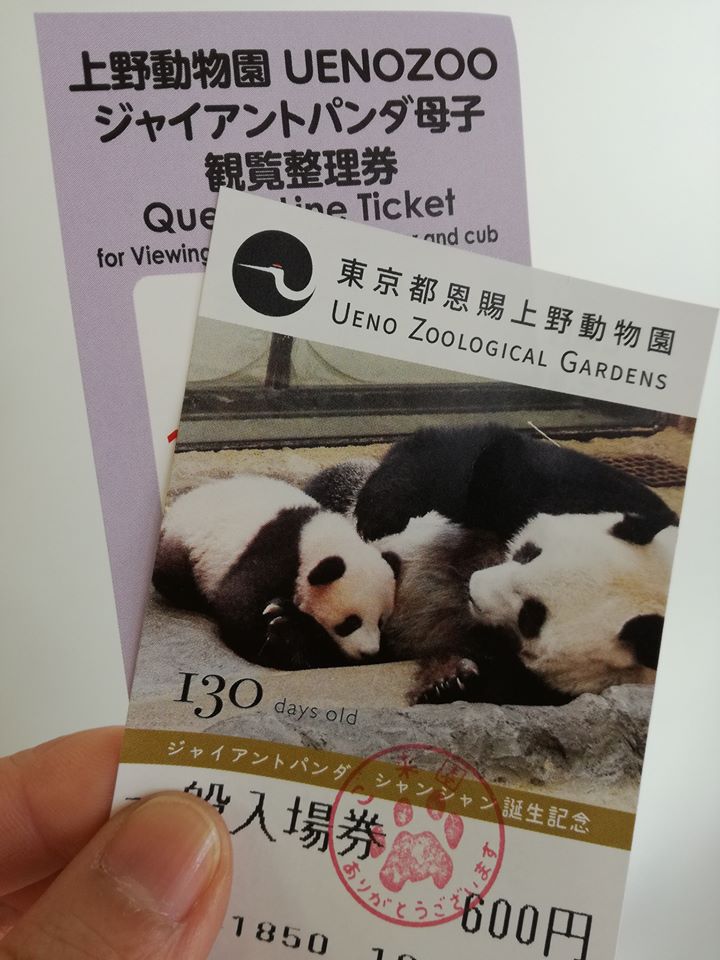 上野動物園 UENOZOO
ジャイアントパンダ母子
観覧整理券
Ticket
for Viewing and cub
東京都恩賜上野動物園
UENO ZOOLOGICAL GARDENS
130 days old
ジャイアントパンダ シャンシャン誕生記念
般入場券
ありがとうございます
600円
1850